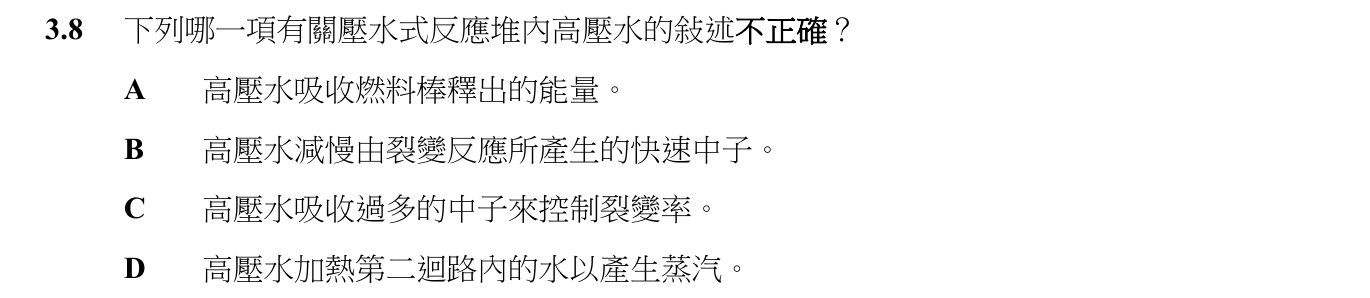 3.8 下列哪一項有關壓水式反應堆內高壓水的敍述不正確？
A 高壓水吸收燃料棒釋出的能量。
B 高壓水減慢由裂變反應所產生的快速中子。
C 高壓水吸收過多的中子來控制裂變率。
D 高壓水加熱第二迴路內的水以產生蒸汽。